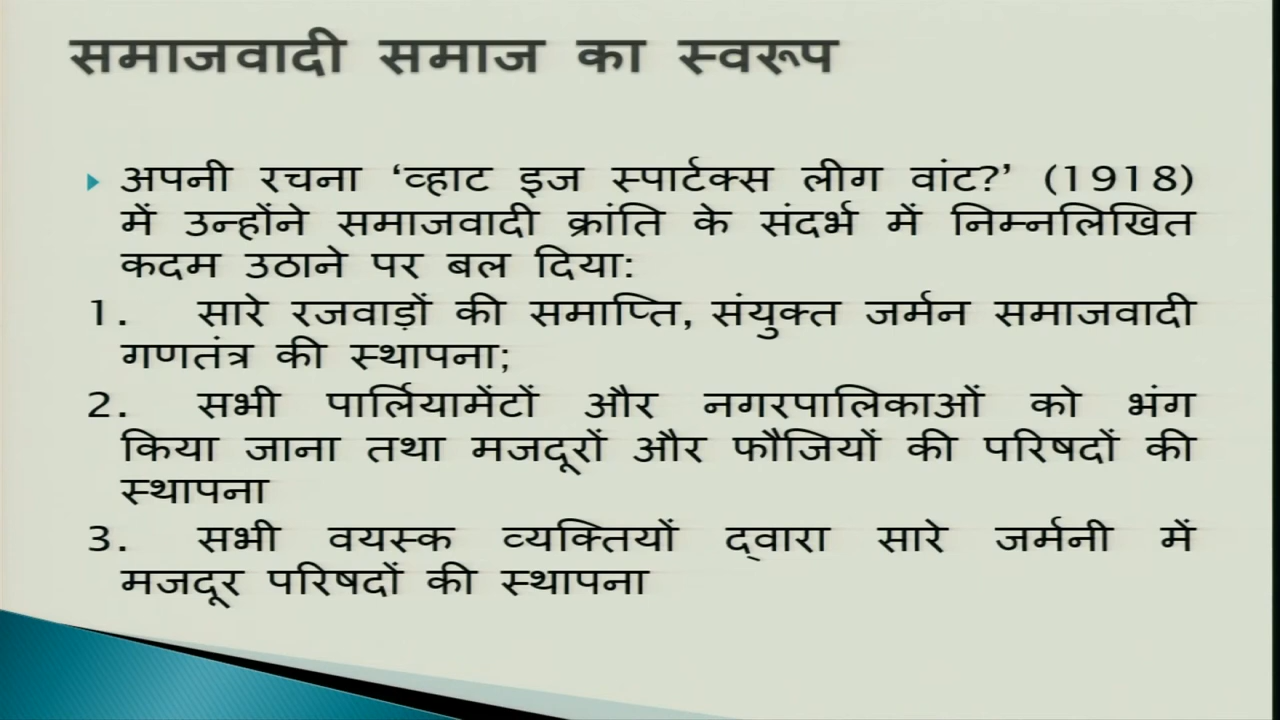 समाजवादी समाज का स्वरूप
अपनी रचना ‘व्हाट इज स्पार्टक्स लीग वांट?’ (1918)
में उन्होंने समाजवादी क्रांति के संदर्भ में निम्नलिखित
कदम उठाने पर बल दिया:
1. सारे रजवाड़ों की समाप्ति, संयुक्त जर्मन समाजवादी
गणतंत्र की स्थापना;
2. सभी पार्लियामेंटों और नगरपालिकाओं को भंग
किया जाना तथा मजदूरों और फौजियों की परिषदों की
स्थापना
3. सभी वयस्क व्यक्तियों द्वारा सारे जर्मनी में
मजदूर परिषदों की स्थापना